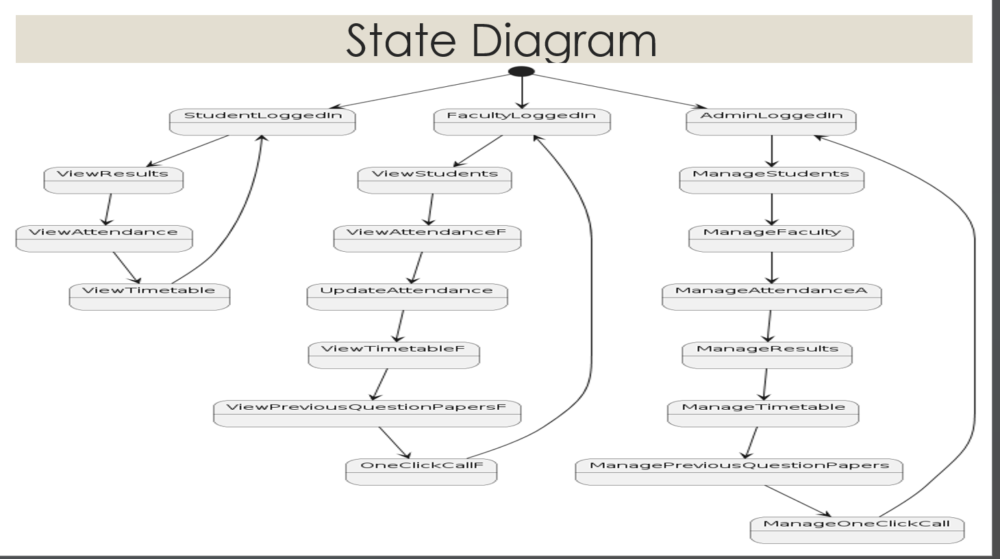 State Diagram
StudentLoggedIn
FacultyLoggedIn
AdminLoggedIn
ViewResults
ViewStudents
ManageStudents
ViewAttendance
ViewAttendanceF
ManageFaculty
ViewTimetable
UpdateAttendance
ManageAttendanceA
ViewTimetableF
ManageResults
ViewPreviousQuestionPapersF
ManageTimetable
OneClickCallF
ManagePreviousQuestionPapers
ManageOneClickCall